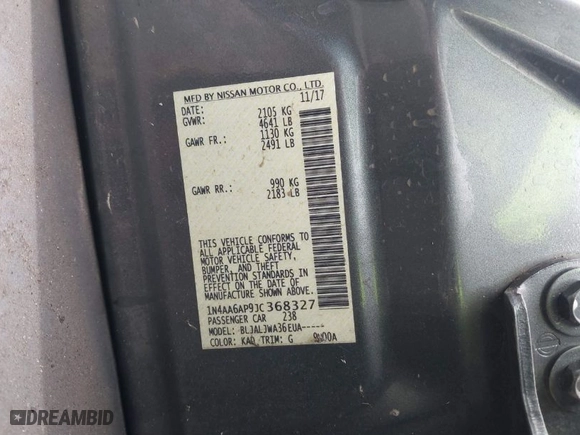 MFD BY NISSAN MOTOR CO., LTD.
DATE: 11/17
GVWR: 2105 KG
4641 LB
GAWR FR.: 1130 KG
2491 LB
GAWR RR.: 990 KG
2183 LB
THIS VEHICLE CONFORMS TO
ALL APPLICABLE FEDERAL
MOTOR VEHICLE SAFETY,
BUMPER, AND THEFT
PREVENTION STANDARDS IN
EFFECT ON THE DATE OF
MANUFACTURE SHOWN ABOVE.
1N4AA6AP9JC368327
PASSENGER CAR 238
MODEL: BLJALJWA36EUA-----
COLOR: KAD TRIM: G
DREAMBID